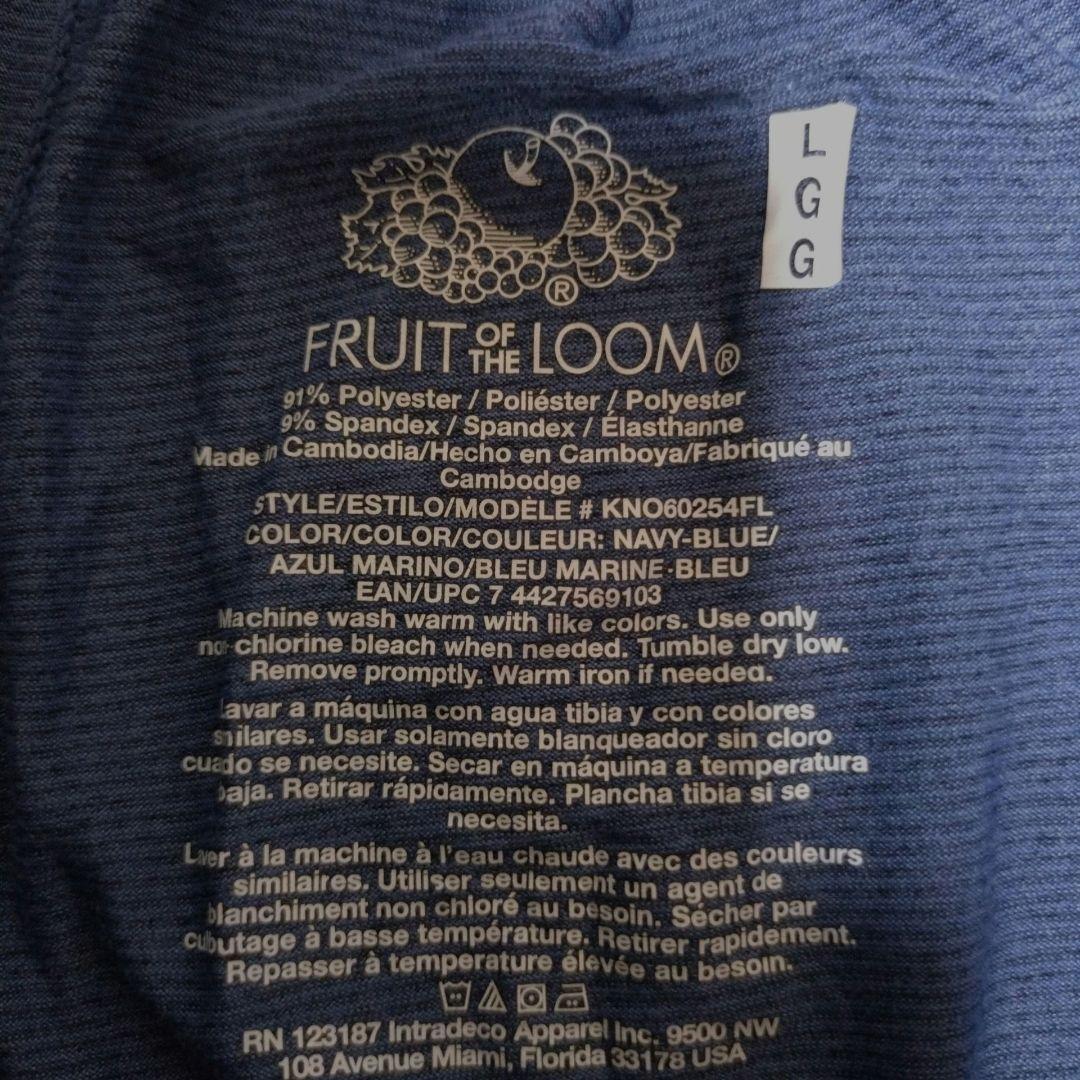 L
G
G
®
FRUIT OF THE LOOM®
91% Polyester / Poliéster / Polyester
9% Spandex / Spandex / Élasthanne
Made in Cambodia/Hecho en Camboya/Fabriqué au
Cambodge
STYLE/ESTILO/MODÈLE # KNO60254FL
COLOR/COLOR/COULEUR: NAVY-BLUE/
AZUL MARINO/BLEU MARINE-BLEU
EAN/UPC 7 4427569103
Machine wash warm with like colors. Use only
non-chlorine bleach when needed. Tumble dry low.
Remove promptly. Warm iron if needed.
Lavar a máquina con agua tibia y con colores
similares. Usar solamente blanqueador sin cloro
cuado se necesite. Secar en máquina a temperatura
baja. Retirar rápidamente. Plancha tibia si se
necesita.
Laver à la machine à l'eau chaude avec des couleurs
similaires. Utiliser seulement un agent de
blanchiment non chloré au besoin. Sécher par
culbutage à basse température. Retirer rapidement.
Repasser à temperature élevée au besoin.
RN 123187 Intradeco Apparel Inc. 9500 NW
108 Avenue Miami, Florida 33178 USA